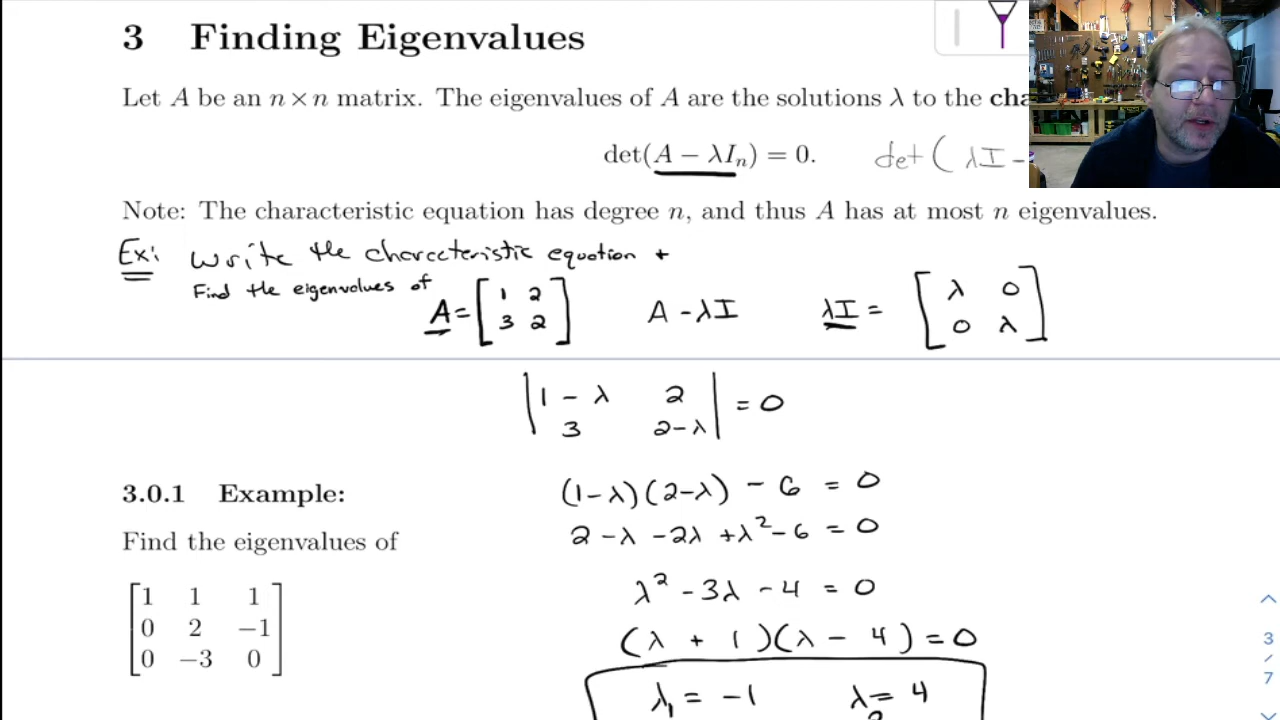 3 Finding Eigenvalues
Let A be an n × n matrix. The eigenvalues of A are the solutions λ to the cha
det(A − λIₙ) = 0. det( λI −
Note: The characteristic equation has degree n, and thus A has at most n eigenvalues.
Ex: Write the characteristic equation +
Find the eigenvalues of
A = [1 2; 3 2] A - λI λI = [λ 0; 0 λ]
|1 - λ 2; 3 2-λ| = 0
3.0.1 Example:
Find the eigenvalues of
[1 1 1
0 2 −1
0 −3 0]
(1-λ)(2-λ) - 6 = 0
2 - λ - 2λ + λ² - 6 = 0
λ² - 3λ - 4 = 0
(λ + 1)(λ - 4) = 0
λ₁ = -1 λ₂ = 4
3
/
7